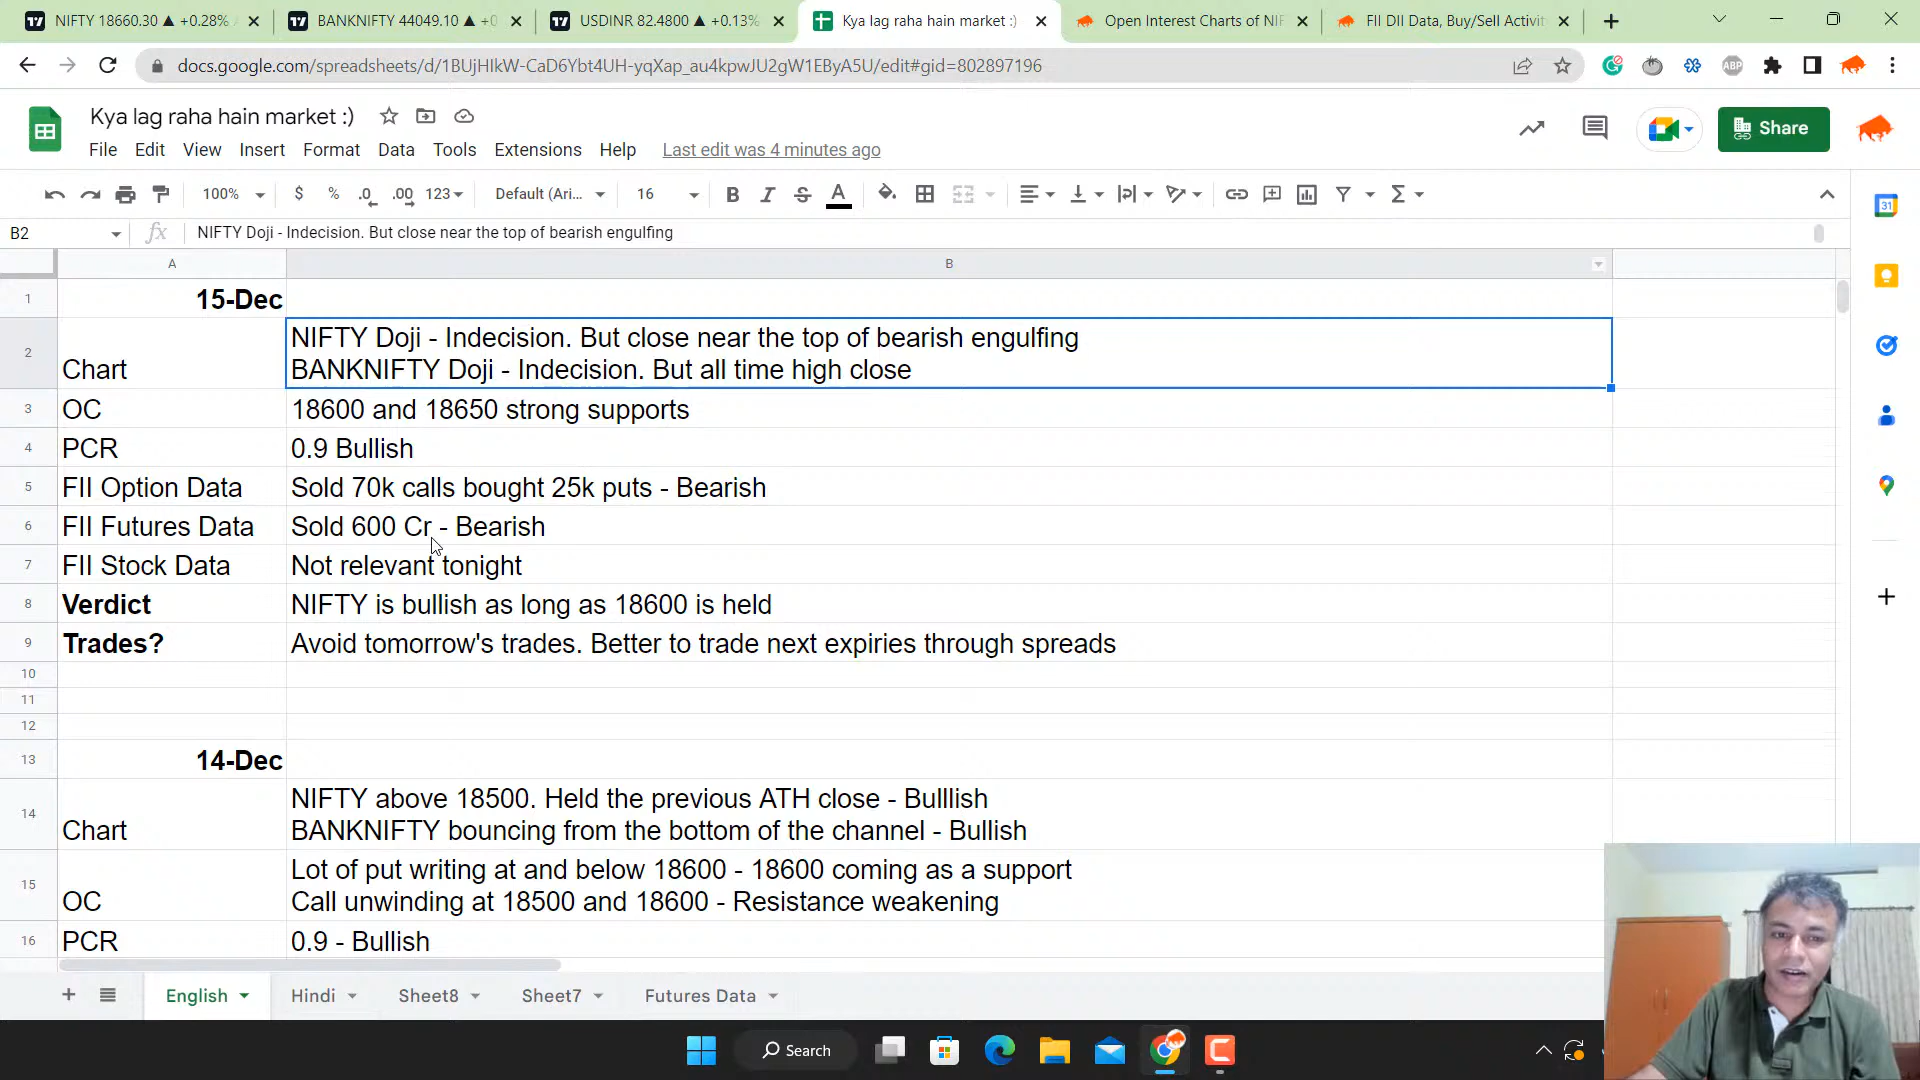 NIFTY 18660.30 ▲ +0.28%
BANKNIFTY 44049.10 ▲ +0
USDINR 82.4800 ▲ +0.13%
Kya lag raha hain market :)
Open Interest Charts of NIF
FII DII Data, Buy/Sell Activit
docs.google.com/spreadsheets/d/1BUjHIkW-CaD6Ybt4UH-yqXap_au4kpwJU2gW1EByA5U/edit#gid=802897196
ABP
Kya lag raha hain market :)
File Edit View Insert Format Data Tools Extensions Help Last edit was 4 minutes ago
Share
100% $ % .0 .00 123 Default (Ari... 16 B I S A
31
B2 fx NIFTY Doji - Indecision. But close near the top of bearish engulfing
A B
1 15-Dec
2 Chart NIFTY Doji - Indecision. But close near the top of bearish engulfing
BANKNIFTY Doji - Indecision. But all time high close
3 OC 18600 and 18650 strong supports
4 PCR 0.9 Bullish
5 FII Option Data Sold 70k calls bought 25k puts - Bearish
6 FII Futures Data Sold 600 Cr - Bearish
7 FII Stock Data Not relevant tonight
8 Verdict NIFTY is bullish as long as 18600 is held
9 Trades? Avoid tomorrow's trades. Better to trade next expiries through spreads
10
11
12
13 14-Dec
14 Chart NIFTY above 18500. Held the previous ATH close - Bulllish
BANKNIFTY bouncing from the bottom of the channel - Bullish
15 OC Lot of put writing at and below 18600 - 18600 coming as a support
Call unwinding at 18500 and 18600 - Resistance weakening
16 PCR 0.9 - Bullish
English Hindi Sheet8 Sheet7 Futures Data
Search